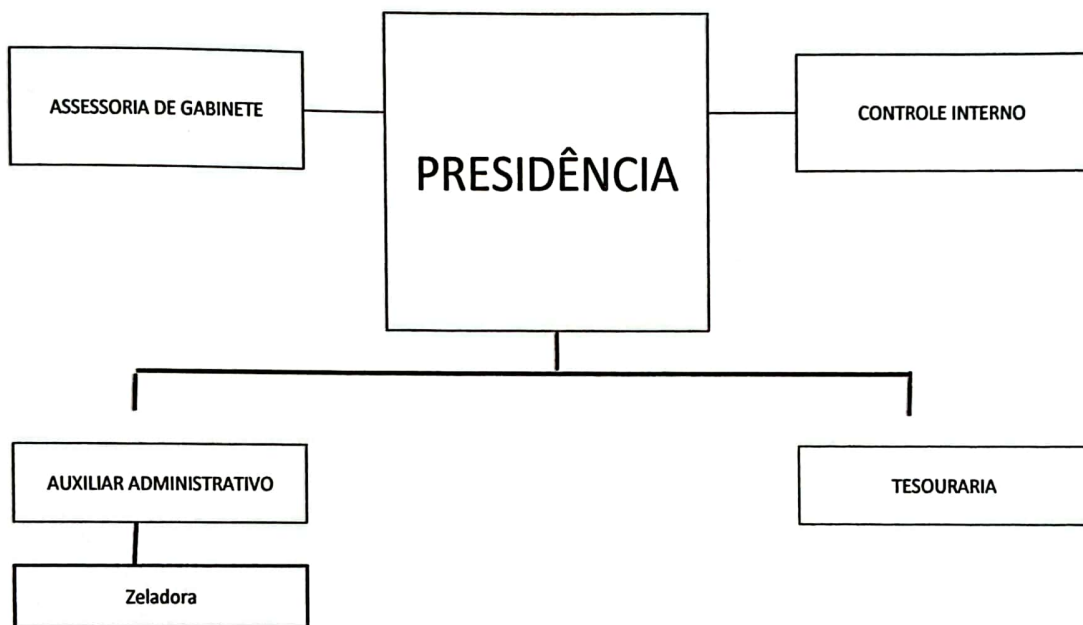 ASSESSORIA DE GABINETE
PRESIDÊNCIA
CONTROLE INTERNO
AUXILIAR ADMINISTRATIVO
TESOURARIA
Zeladora